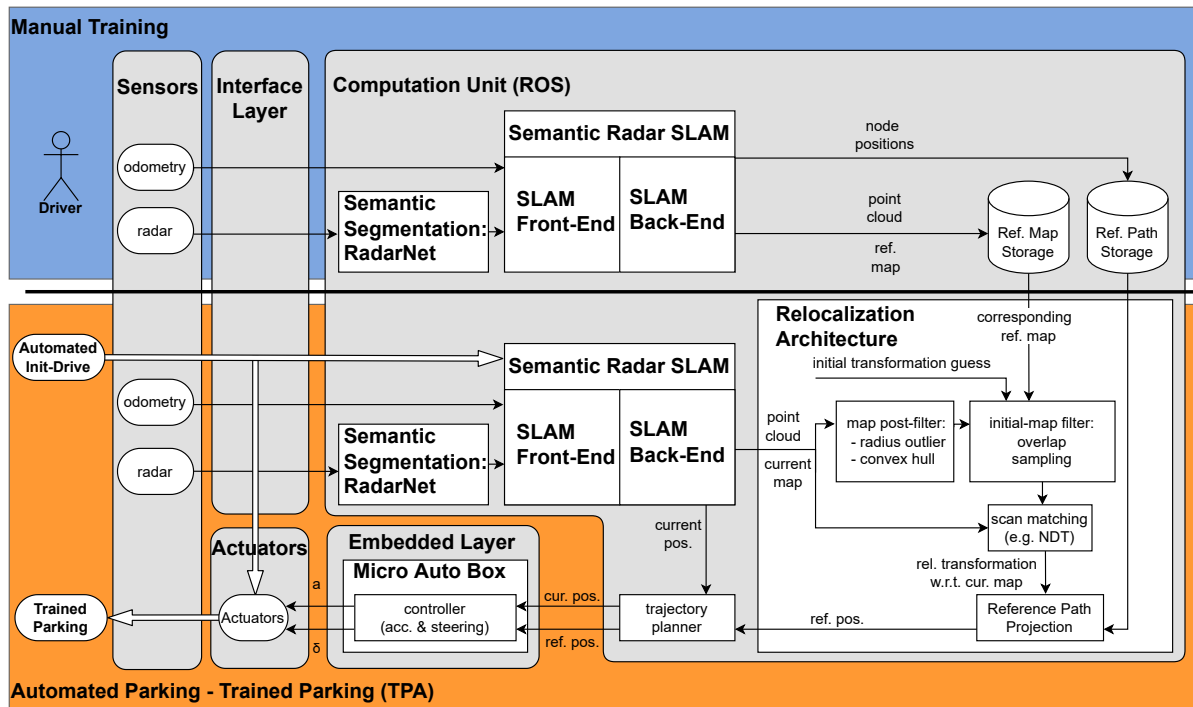 Manual Training
Sensors
Interface
Layer
Computation Unit (ROS)
Driver
odometry
radar
Semantic
Segmentation:
RadarNet
Semantic Radar SLAM
SLAM
Front-End
SLAM
Back-End
node
positions
point
cloud
ref.
map
Ref. Map
Storage
Ref. Path
Storage
Automated
Init-Drive
odometry
radar
Semantic
Segmentation:
RadarNet
Semantic Radar SLAM
SLAM
Front-End
SLAM
Back-End
point
cloud
current
map
current
pos.
Relocalization
Architecture
corresponding
ref. map
initial transformation guess
map post-filter:
- radius outlier
- convex hull
initial-map filter:
overlap
sampling
scan matching
(e.g. NDT)
rel. transformation
w.r.t. cur. map
Reference Path
Projection
ref. pos.
trajectory
planner
cur. pos.
ref. pos.
Embedded Layer
Micro Auto Box
controller
(acc. & steering)
a
δ
Actuators
Actuators
Trained
Parking
Automated Parking - Trained Parking (TPA)